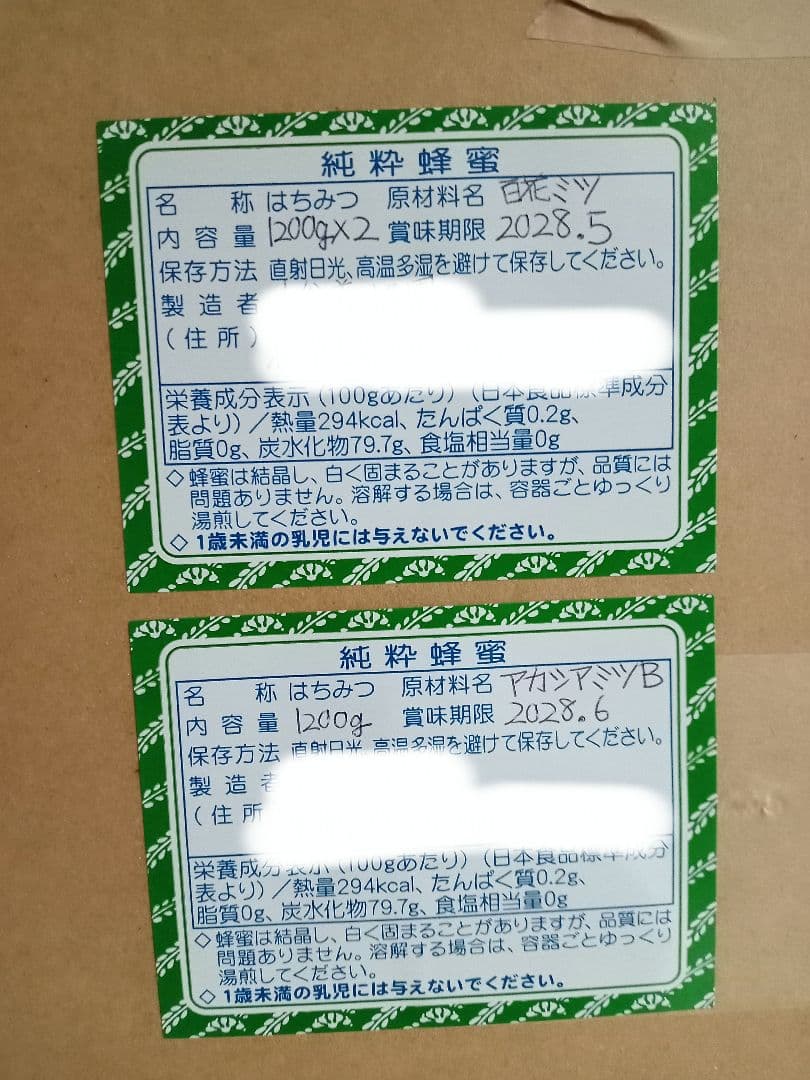 純粋蜂蜜
名称 はちみつ 原材料名 百花ミツ
内容量 1200g×2 賞味期限 2028.5
保存方法 直射日光、高温多湿を避けて保存してください。
製造者
（住所）
栄養成分表示（100gあたり）（日本食品標準成分
表より）／熱量294kcal、たんぱく質0.2g、
脂質0g、炭水化物79.7g、食塩相当量0g
◇蜂蜜は結晶し、白く固まることがありますが、品質には
問題ありません。溶解する場合は、容器ごとゆっくり
湯煎してください。
◇1歳未満の乳児には与えないでください。
純粋蜂蜜
名称 はちみつ 原材料名 アカシアミツB
内容量 1200g 賞味期限 2028.6
保存方法 直射日光、高温多湿を避けて保存してください。
製造者
（住所
栄養成分表示（100gあたり）（日本食品標準成分
表より）／熱量294kcal、たんぱく質0.2g、
脂質0g、炭水化物79.7g、食塩相当量0g
◇蜂蜜は結晶し、白く固まることがありますが、品質には
問題ありません。溶解する場合は、容器ごとゆっくり
湯煎してください。
◇1歳未満の乳児には与えないでください。